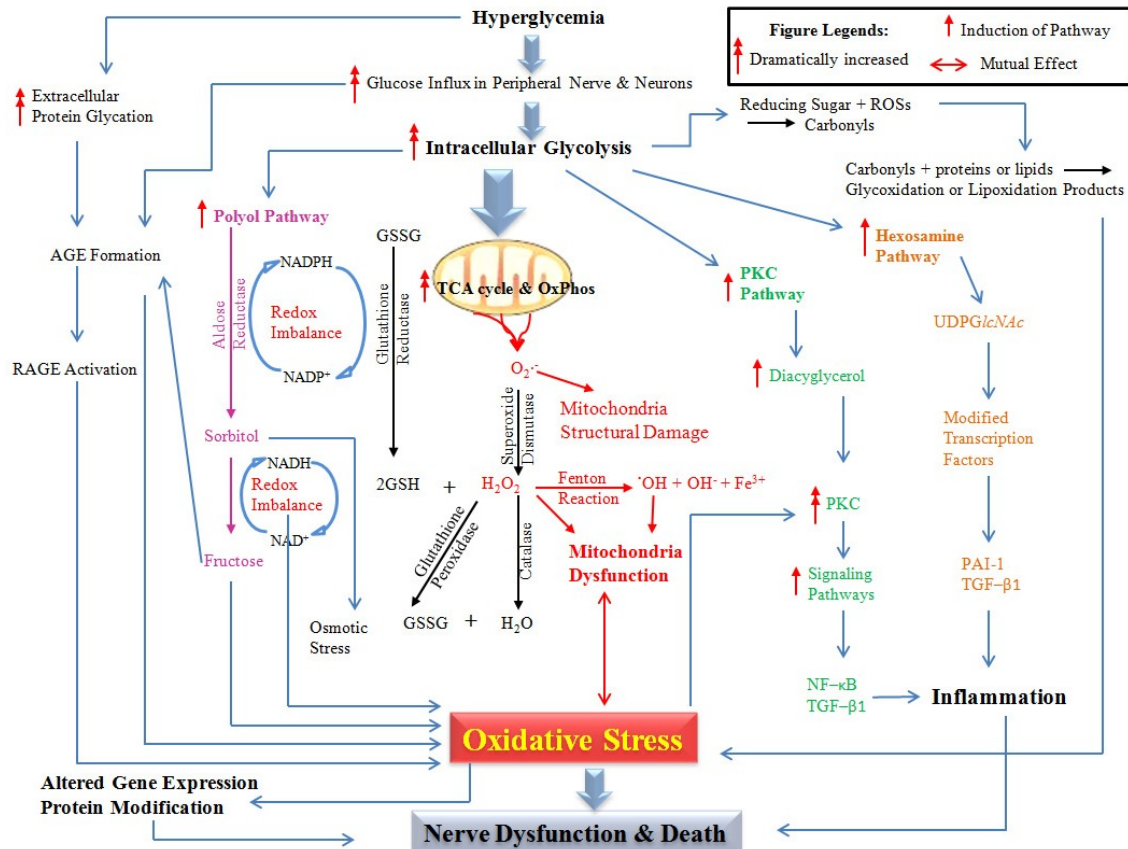 Hyperglycemia
Figure Legends:
Induction of Pathway
Dramatically increased
Mutual Effect
Extracellular
Protein Glycation
Glucose Influx in Peripheral Nerve & Neurons
Reducing Sugar + ROSs
Carbonyls
Intracellular Glycolysis
Carbonyls + proteins or lipids
Glycoxidation or Lipoxidation Products
Polyol Pathway
GSSG
Hexosamine
Pathway
AGE Formation
NADPH
TCA cycle & OxPhos
PKC
Pathway
Aldose
Reductase
Redox
Imbalance
Glutathione
Reductase
UDPGlcNAc
RAGE Activation
NADP⁺
O₂·⁻
Diacyglycerol
Mitochondria
Structural Damage
Superoxide
Dismutase
Modified
Transcription
Factors
Sorbitol
NADH
Redox
Imbalance
NAD⁺
2GSH + H₂O₂
Fenton
Reaction
·OH + OH⁻ + Fe³⁺
PKC
Glutathione
Peroxidase
Catalase
Mitochondria
Dysfunction
Fructose
Signaling
Pathways
PAI-1
TGF−β1
Osmotic
Stress
GSSG + H₂O
NF−κB
TGF−β1
Inflammation
Oxidative Stress
Altered Gene Expression
Protein Modification
Nerve Dysfunction & Death